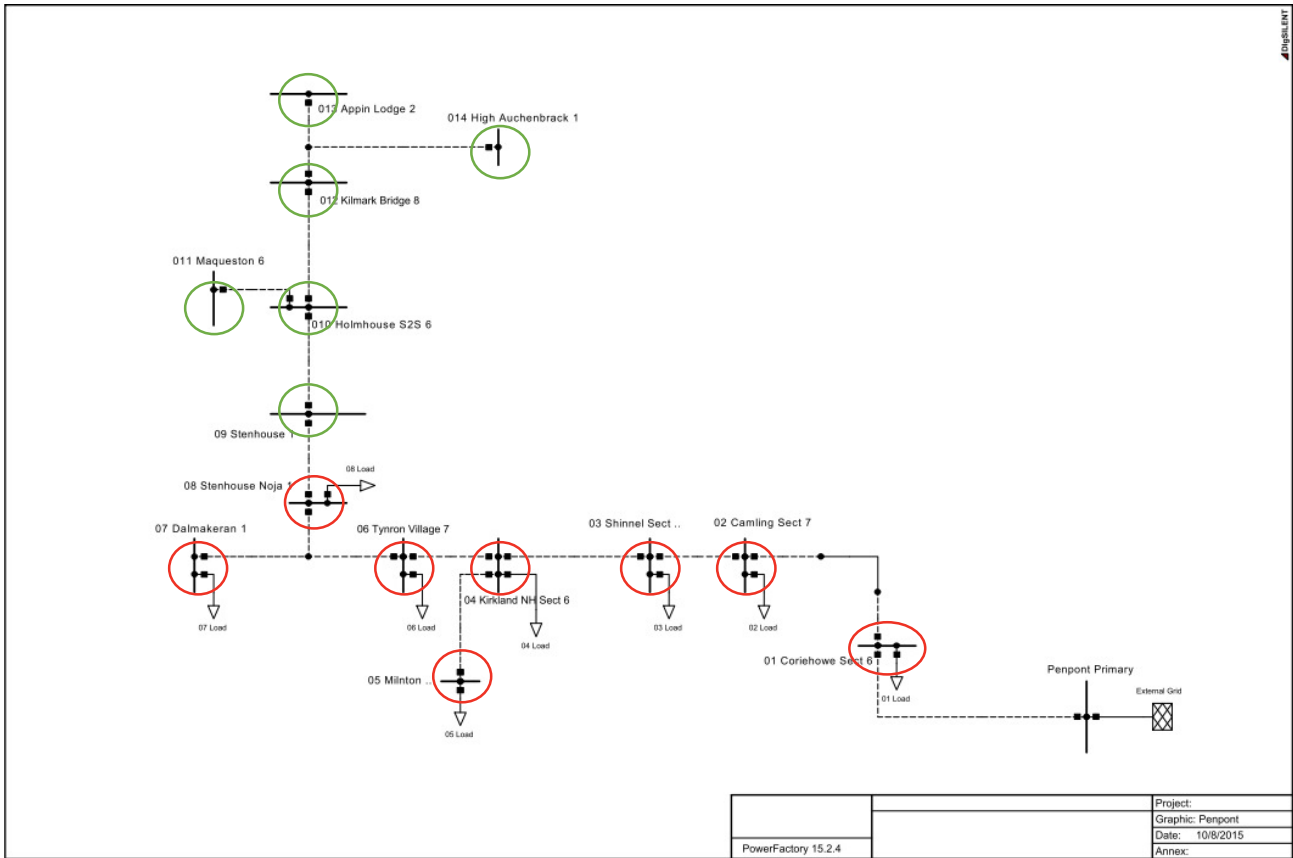 DIgSILENT
013 Appin Lodge 2
014 High Auchenbrack 1
012 Kilmark Bridge 8
011 Maqueston 6
010 Holmhouse S2S 6
09 Stenhouse 1
08 Load
08 Stenhouse Noja 1
07 Dalmakeran 1
06 Tynron Village 7
03 Shinnel Sect ..
02 Camling Sect 7
04 Kirkland NH Sect 6
07 Load
06 Load
04 Load
03 Load
02 Load
01 Coriehowe Sect 6
05 Milnton ..
01 Load
Penpont Primary
External Grid
05 Load
PowerFactory 15.2.4
Project:
Graphic: Penpont
Date: 10/8/2015
Annex: